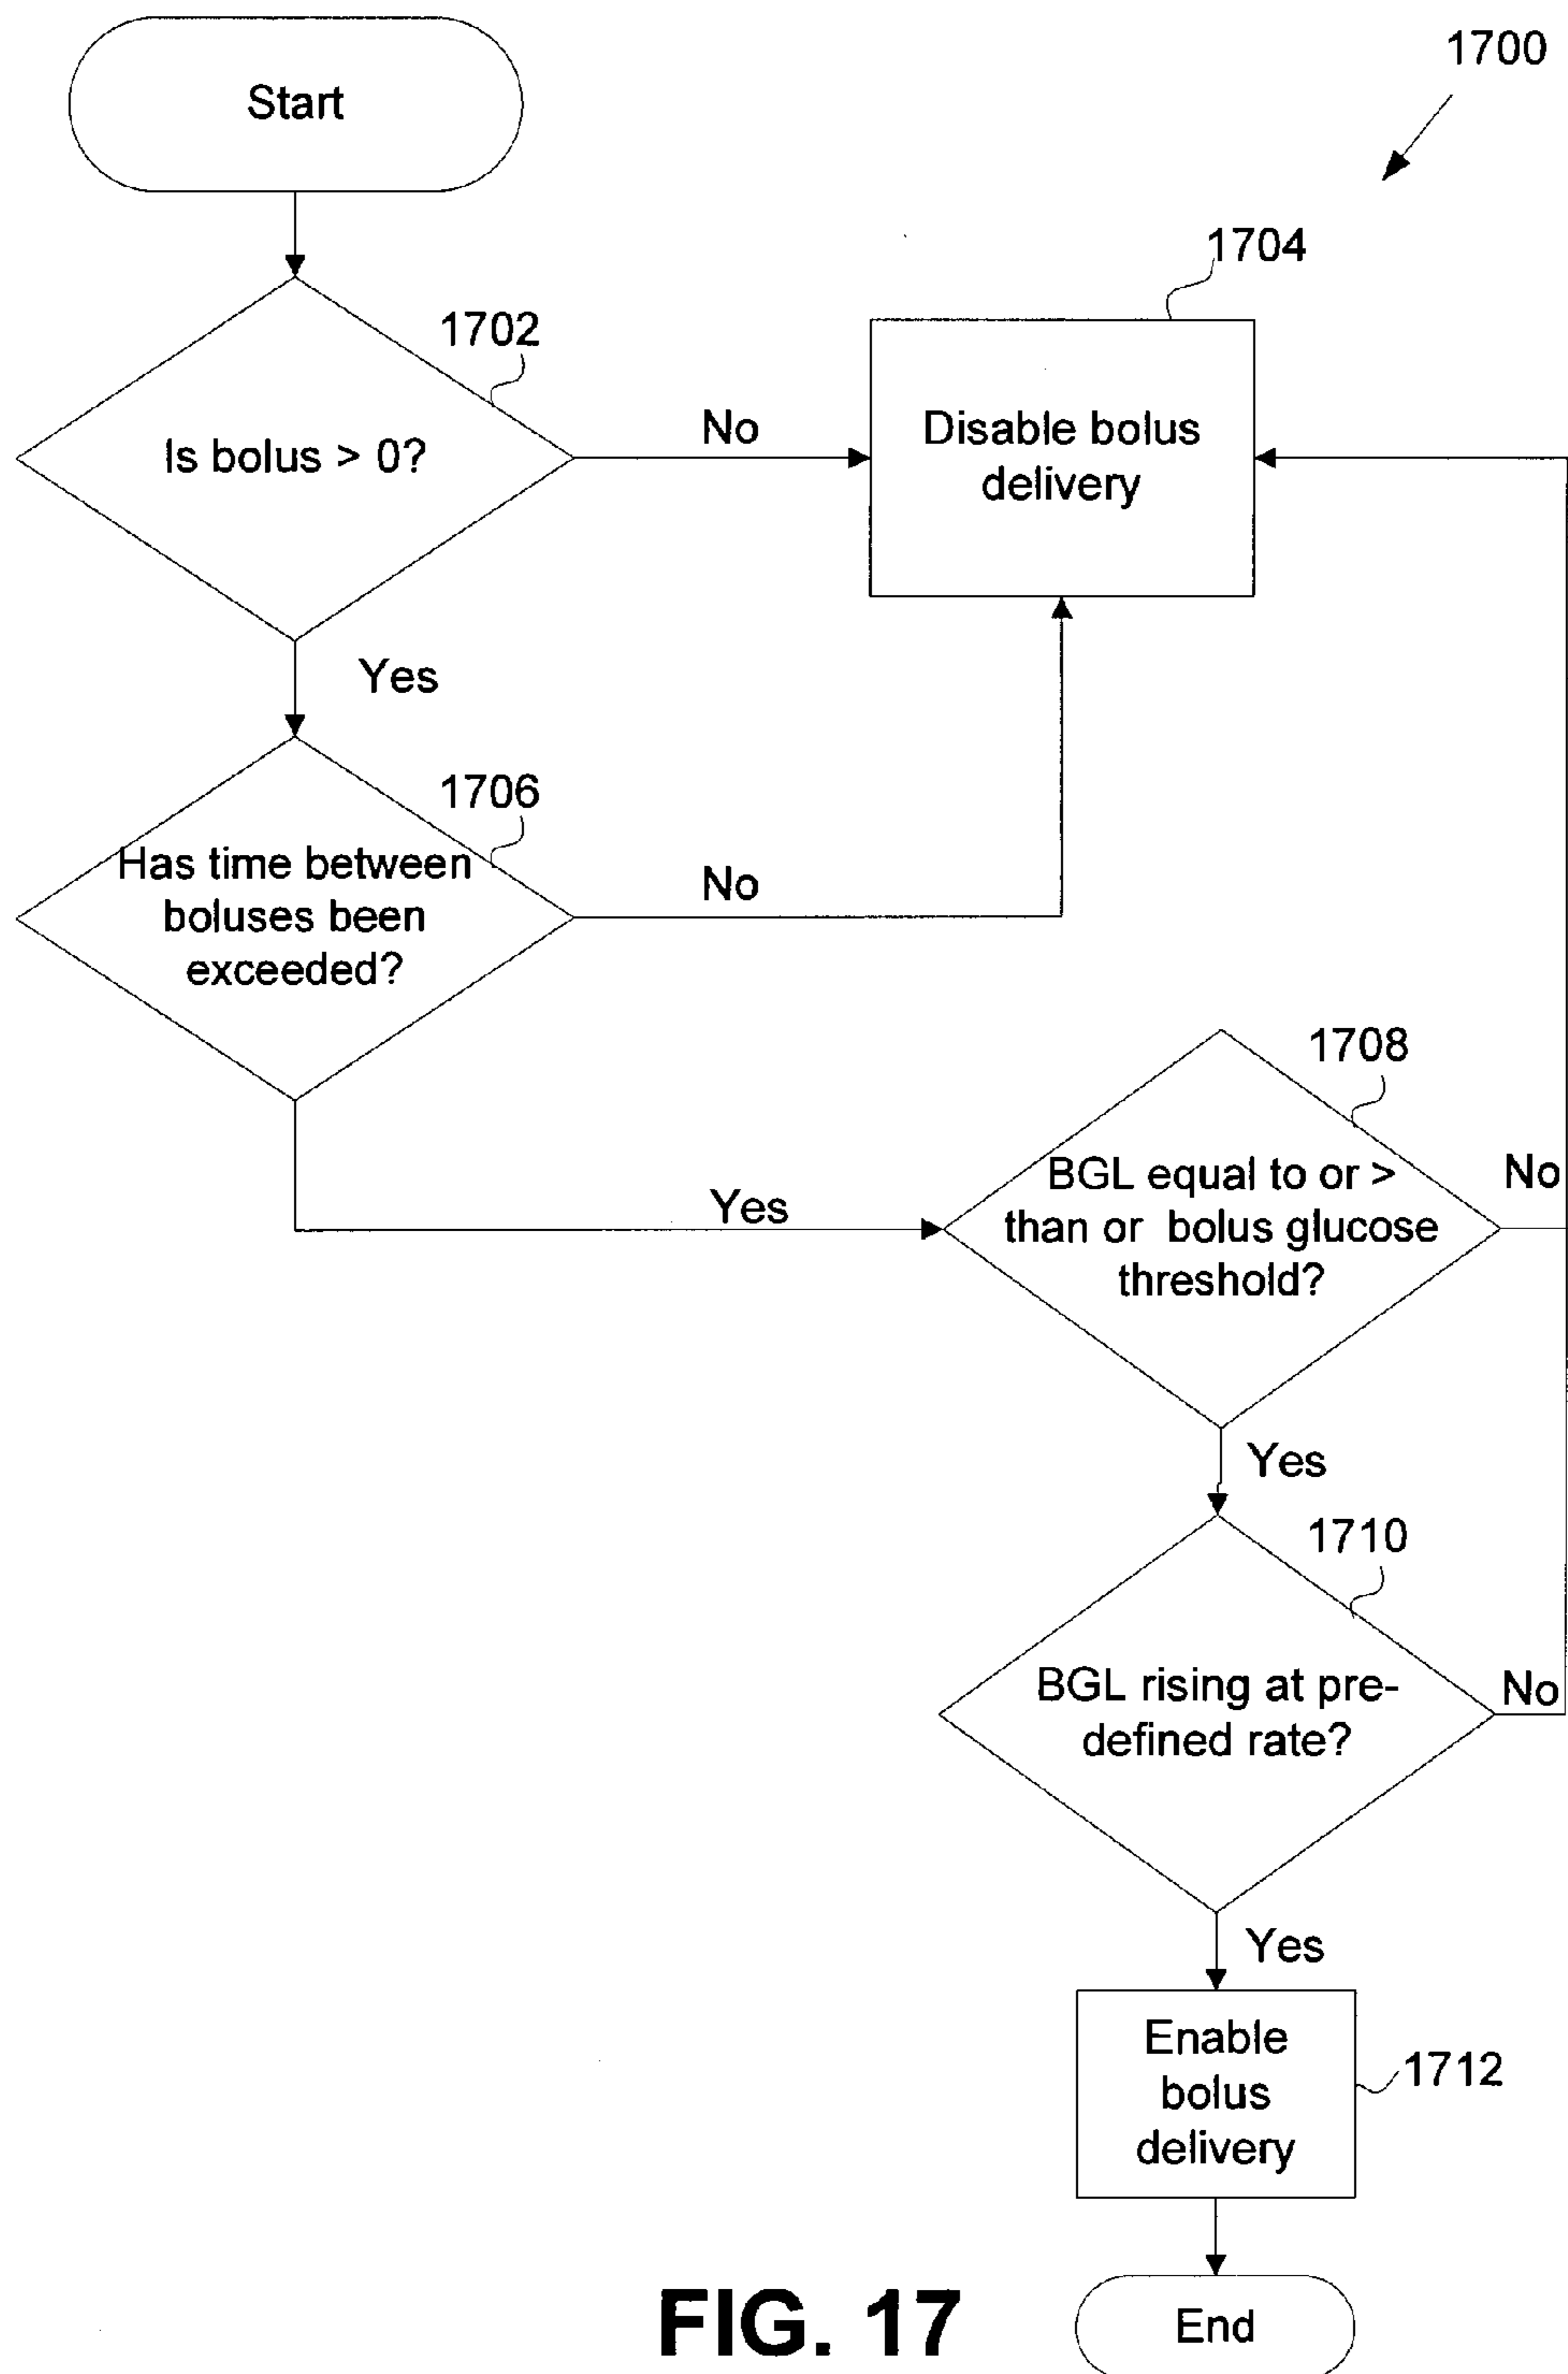 Start
1700
1704
1702
Is bolus > 0?
No
Disable bolus
delivery
Yes
1706
Has time between
boluses been
exceeded?
No
1708
BGL equal to or >
than or bolus glucose
threshold?
No
Yes
Yes
1710
BGL rising at pre-
defined rate?
No
Yes
Enable
bolus
delivery
1712
End
FIG. 17